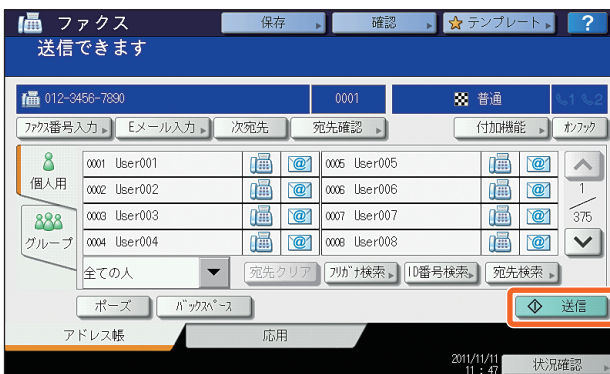 ファクス 保存 確認 テンプレート ?
送信できます
012-3456-7890 0001 普通 1 2
ファクス番号入力 Eメール入力 次宛先 宛先確認 付加機能 オンフック
個人用
グループ
0001 User001 0005 User005
0002 User002 0006 User006
0003 User003 0007 User007
0004 User004 0008 User008
1
375
全ての人 宛先クリア フリガナ検索 ID番号検索 宛先検索
ポーズ バックスペース 送信
アドレス帳 応用
2011/11/11
11 : 47
状況確認